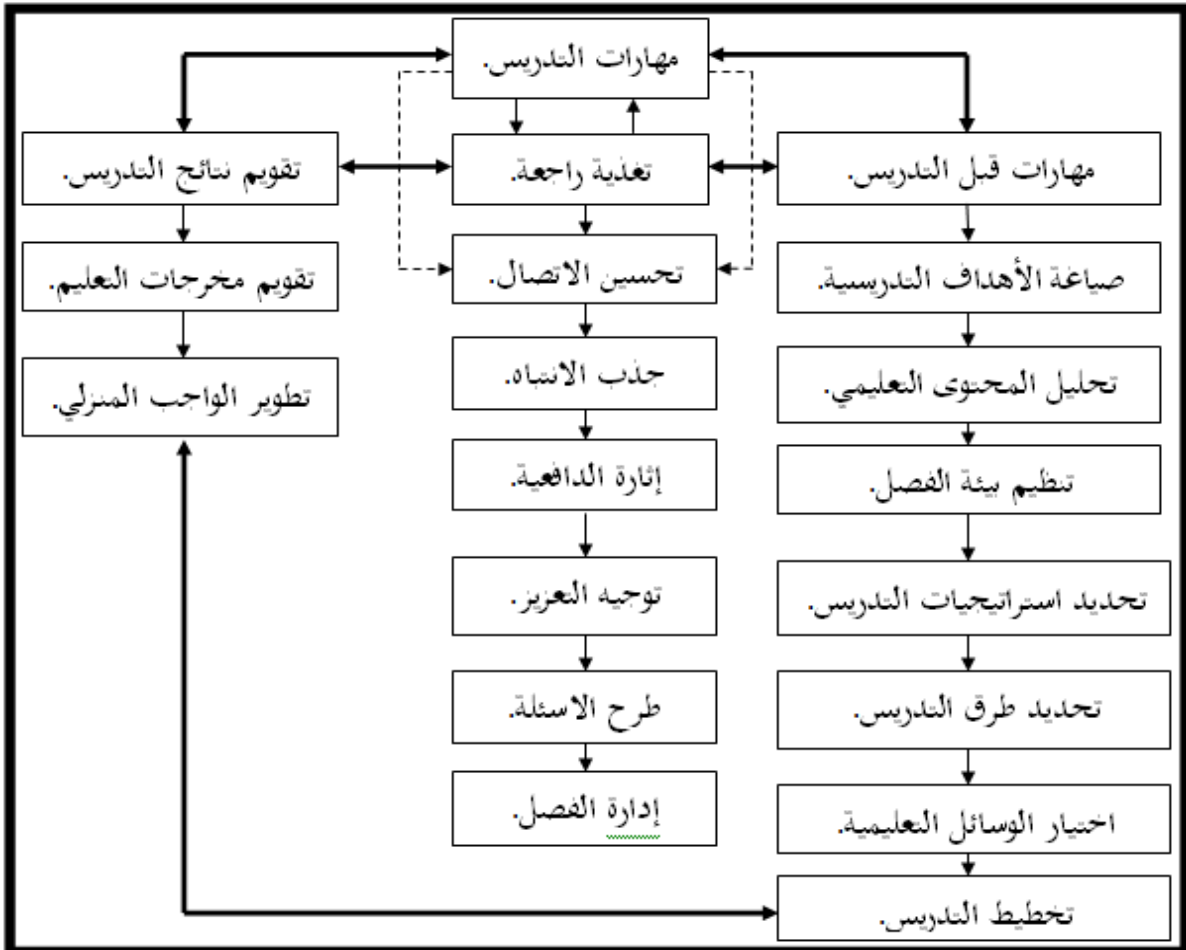 مهارات التدريس.
مهارات قبل التدريس.
صياغة الأهداف التدريسية.
تحليل المحتوى التعليمي.
تنظيم بيئة الفصل.
تحديد استراتيجيات التدريس.
تحديد طرق التدريس.
اختيار الوسائل التعليمية.
تخطيط التدريس.
تغذية راجعة.
تحسين الاتصال.
جذب الانتباه.
إثارة الدافعية.
توجيه التعزيز.
طرح الاسئلة.
إدارة الفصل.
تقويم نتائج التدريس.
تقويم مخرجات التعليم.
تطوير الواجب المنزلي.